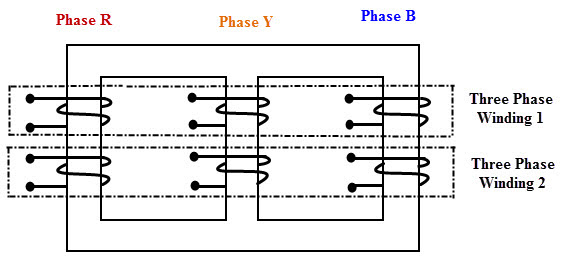 Phase R
Phase Y
Phase B
Three Phase
Winding 1
Three Phase
Winding 2